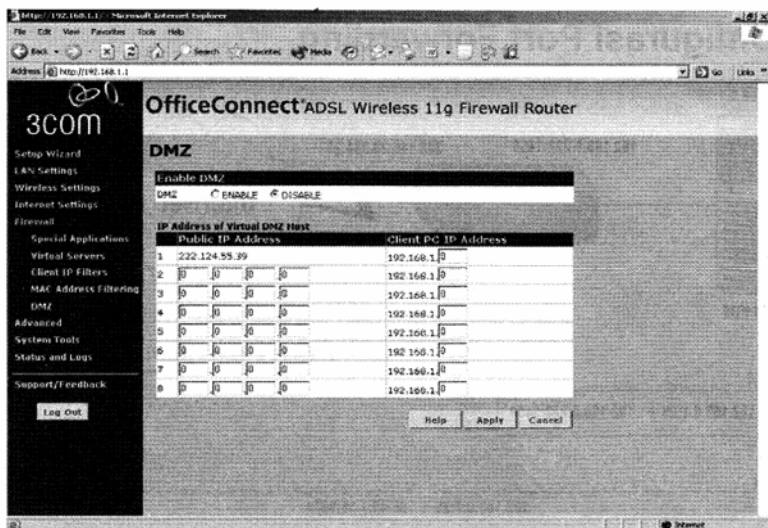 http://192.168.1.1/ - Microsoft Internet Explorer
File Edit View Favorites Tools Help
Back Search Favorites Media
Address http://192.168.1.1 Go Links
3COM
OfficeConnect ADSL Wireless 11g Firewall Router
Setup Wizard
LAN Settings
Wireless Settings
Internet Settings
Firewall
Special Applications
Virtual Servers
Client IP Filters
MAC Address Filtering
DMZ
Advanced
System Tools
Status and Logs
Support/Feedback
Log Out
DMZ
Enable DMZ
DMZ ENABLE DISABLE
IP Address of Virtual DMZ Host
Public IP Address Client PC IP Address
1 222.124.55.39 192.168.1.0
2 0 .0 .0 .0 192.168.1.0
3 0 .0 .0 .0 192.168.1.0
4 0 .0 .0 .0 192.168.1.0
5 0 .0 .0 .0 192.168.1.0
6 0 .0 .0 .0 192.168.1.0
7 0 .0 .0 .0 192.168.1.0
8 0 .0 .0 .0 192.168.1.0
Help Apply Cancel
Internet